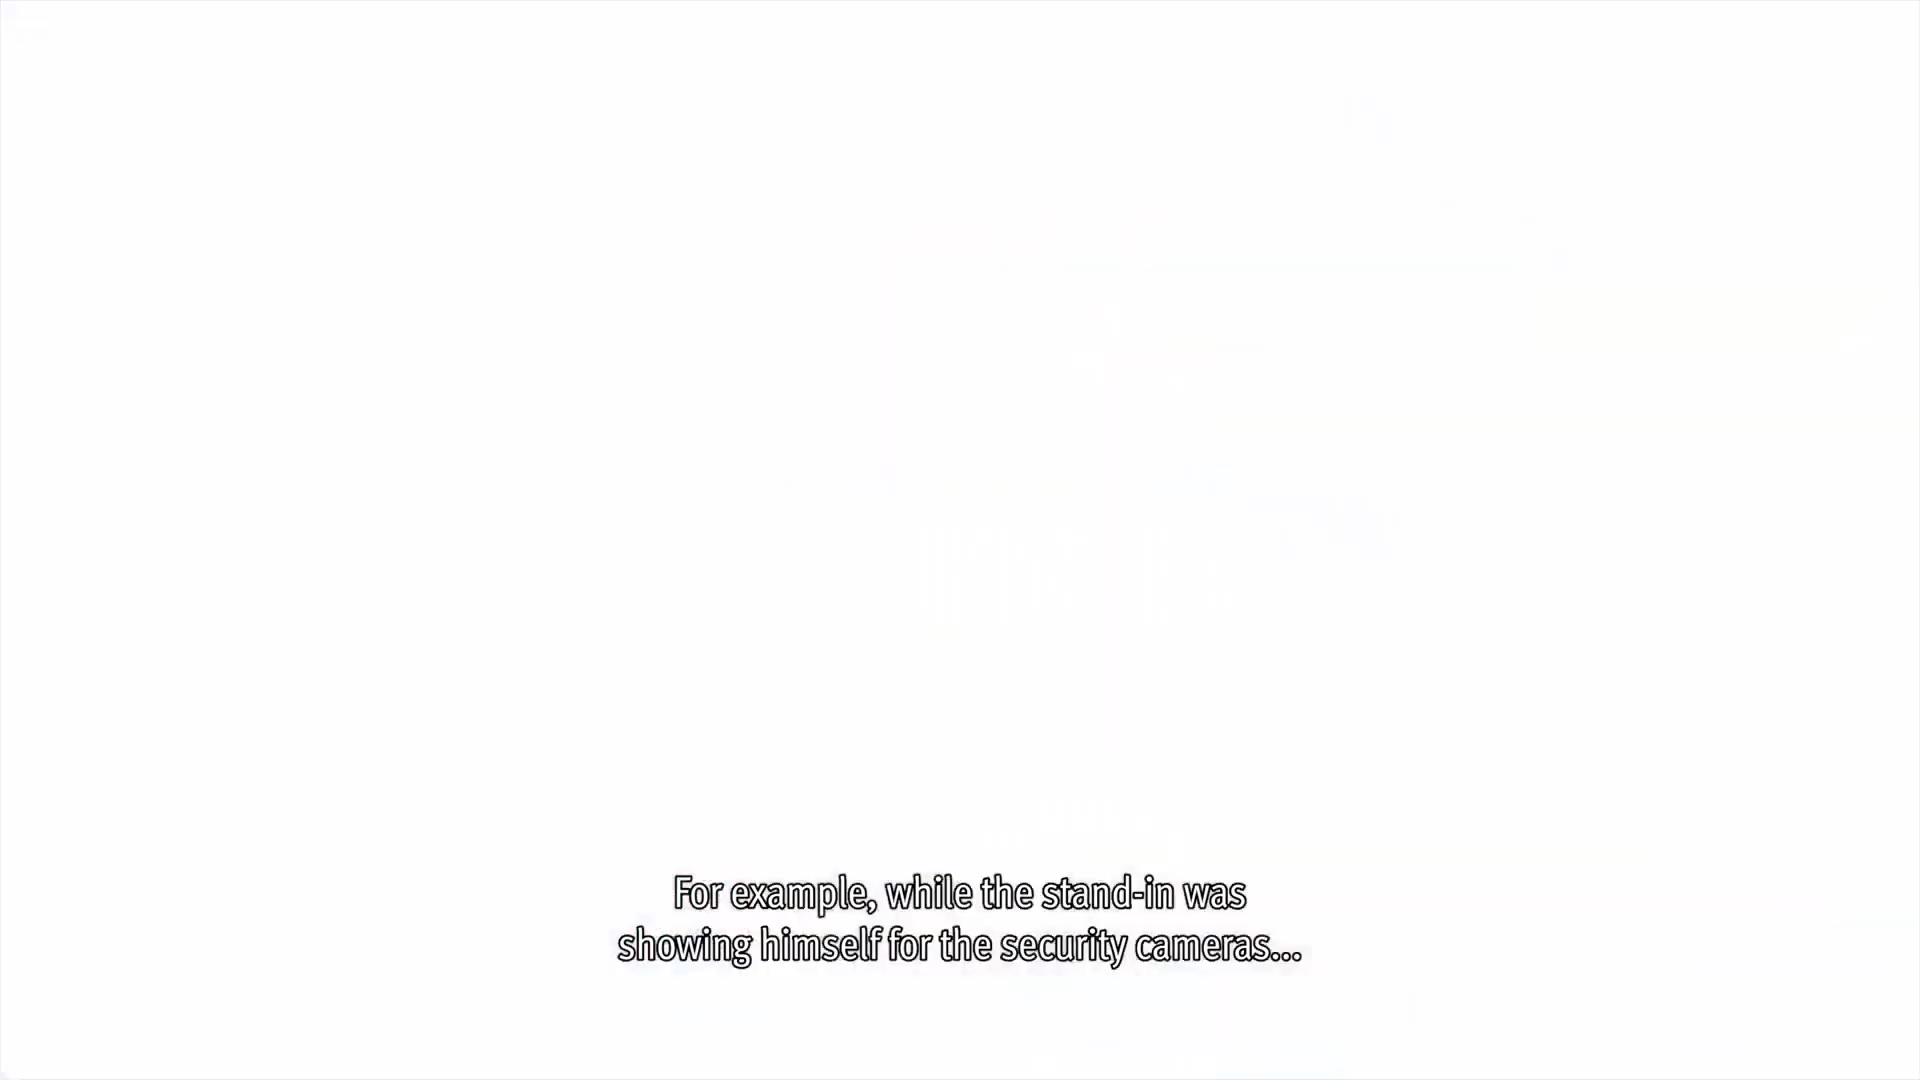 For example, while the stand-in was
showing himself for the security cameras...